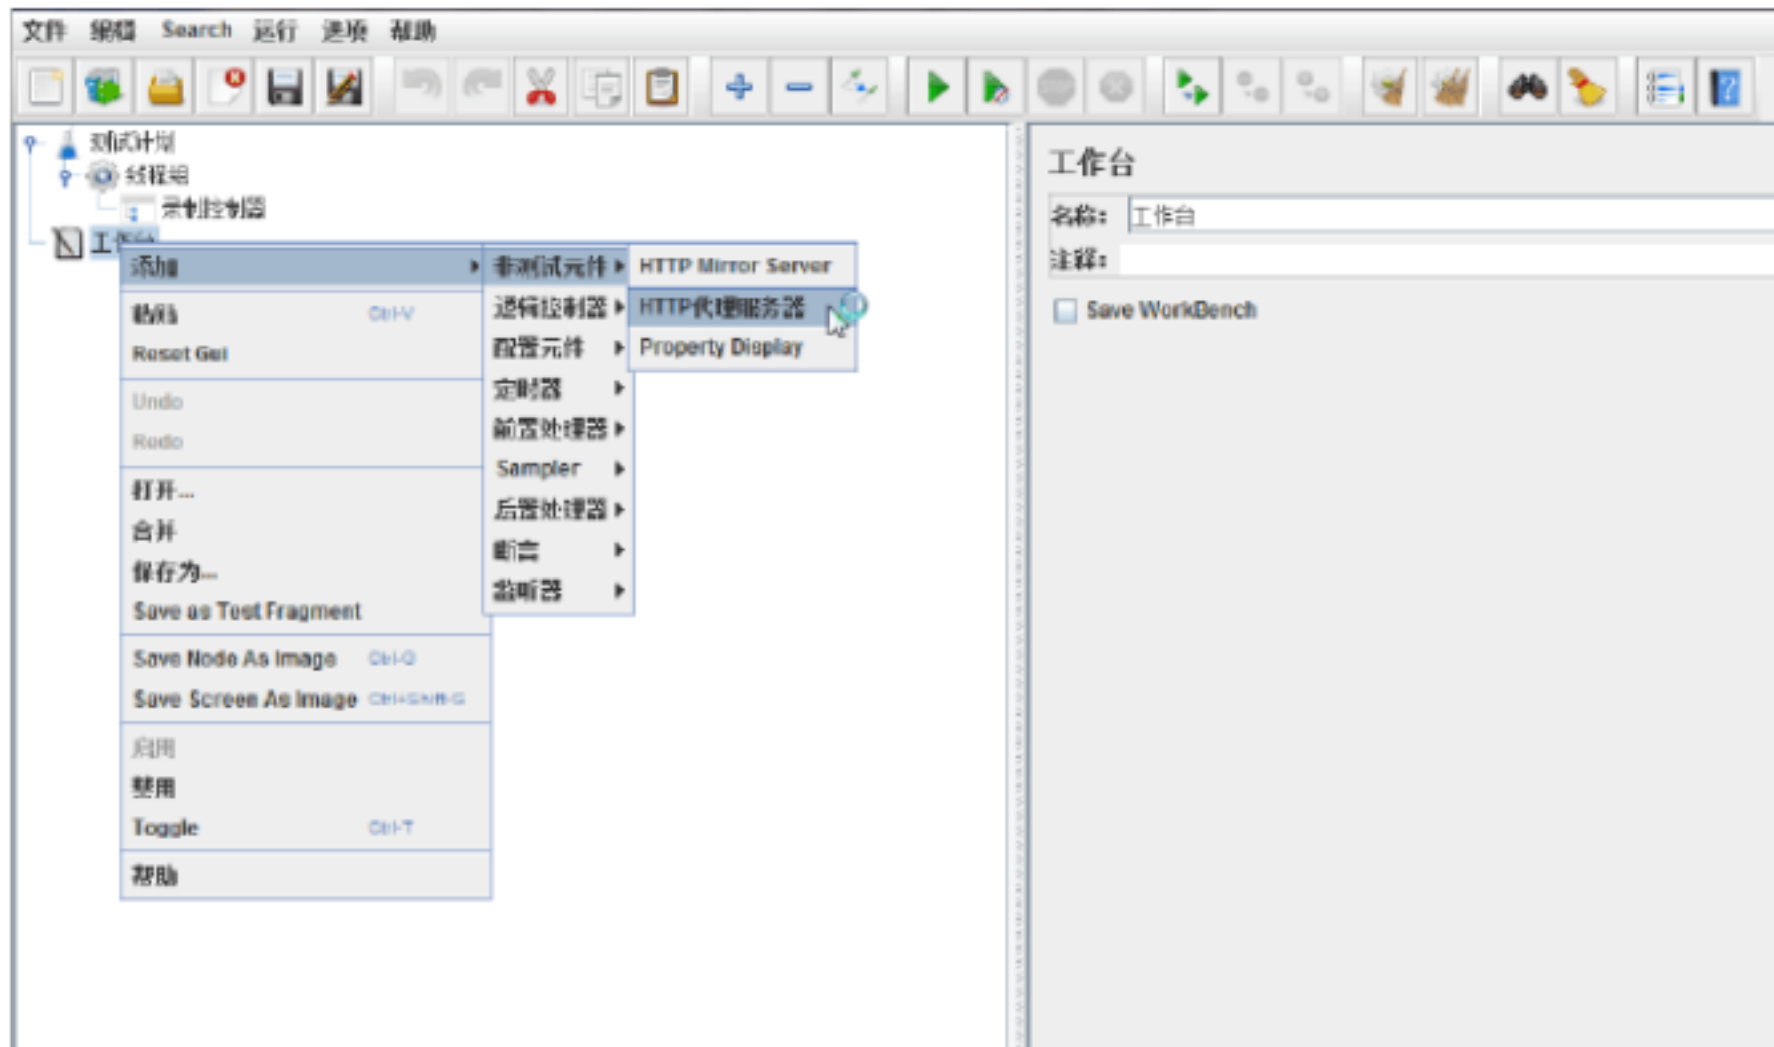 文件 编辑 Search 运行 选项 帮助
测试计划
线程组
录制控制器
工作台
添加
粘贴 Ctrl-V
Reset Gui
Undo
Redo
打开...
合并
保存为...
Save as Test Fragment
Save Node As Image Ctrl-G
Save Screen As Image Ctrl+Shift-G
启用
禁用
Toggle Ctrl-T
帮助
非测试元件
逻辑控制器
配置元件
定时器
前置处理器
Sampler
后置处理器
断言
监听器
HTTP Mirror Server
HTTP代理服务器
Property Display
工作台
名称: 工作台
注释:
Save WorkBench